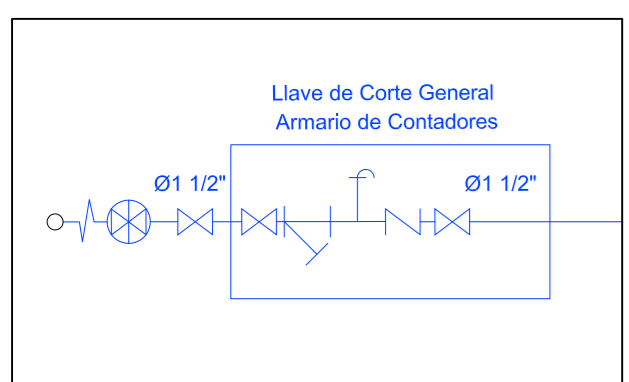 Llave de Corte General
Armario de Contadores
Ø1 1/2"
Ø1 1/2"